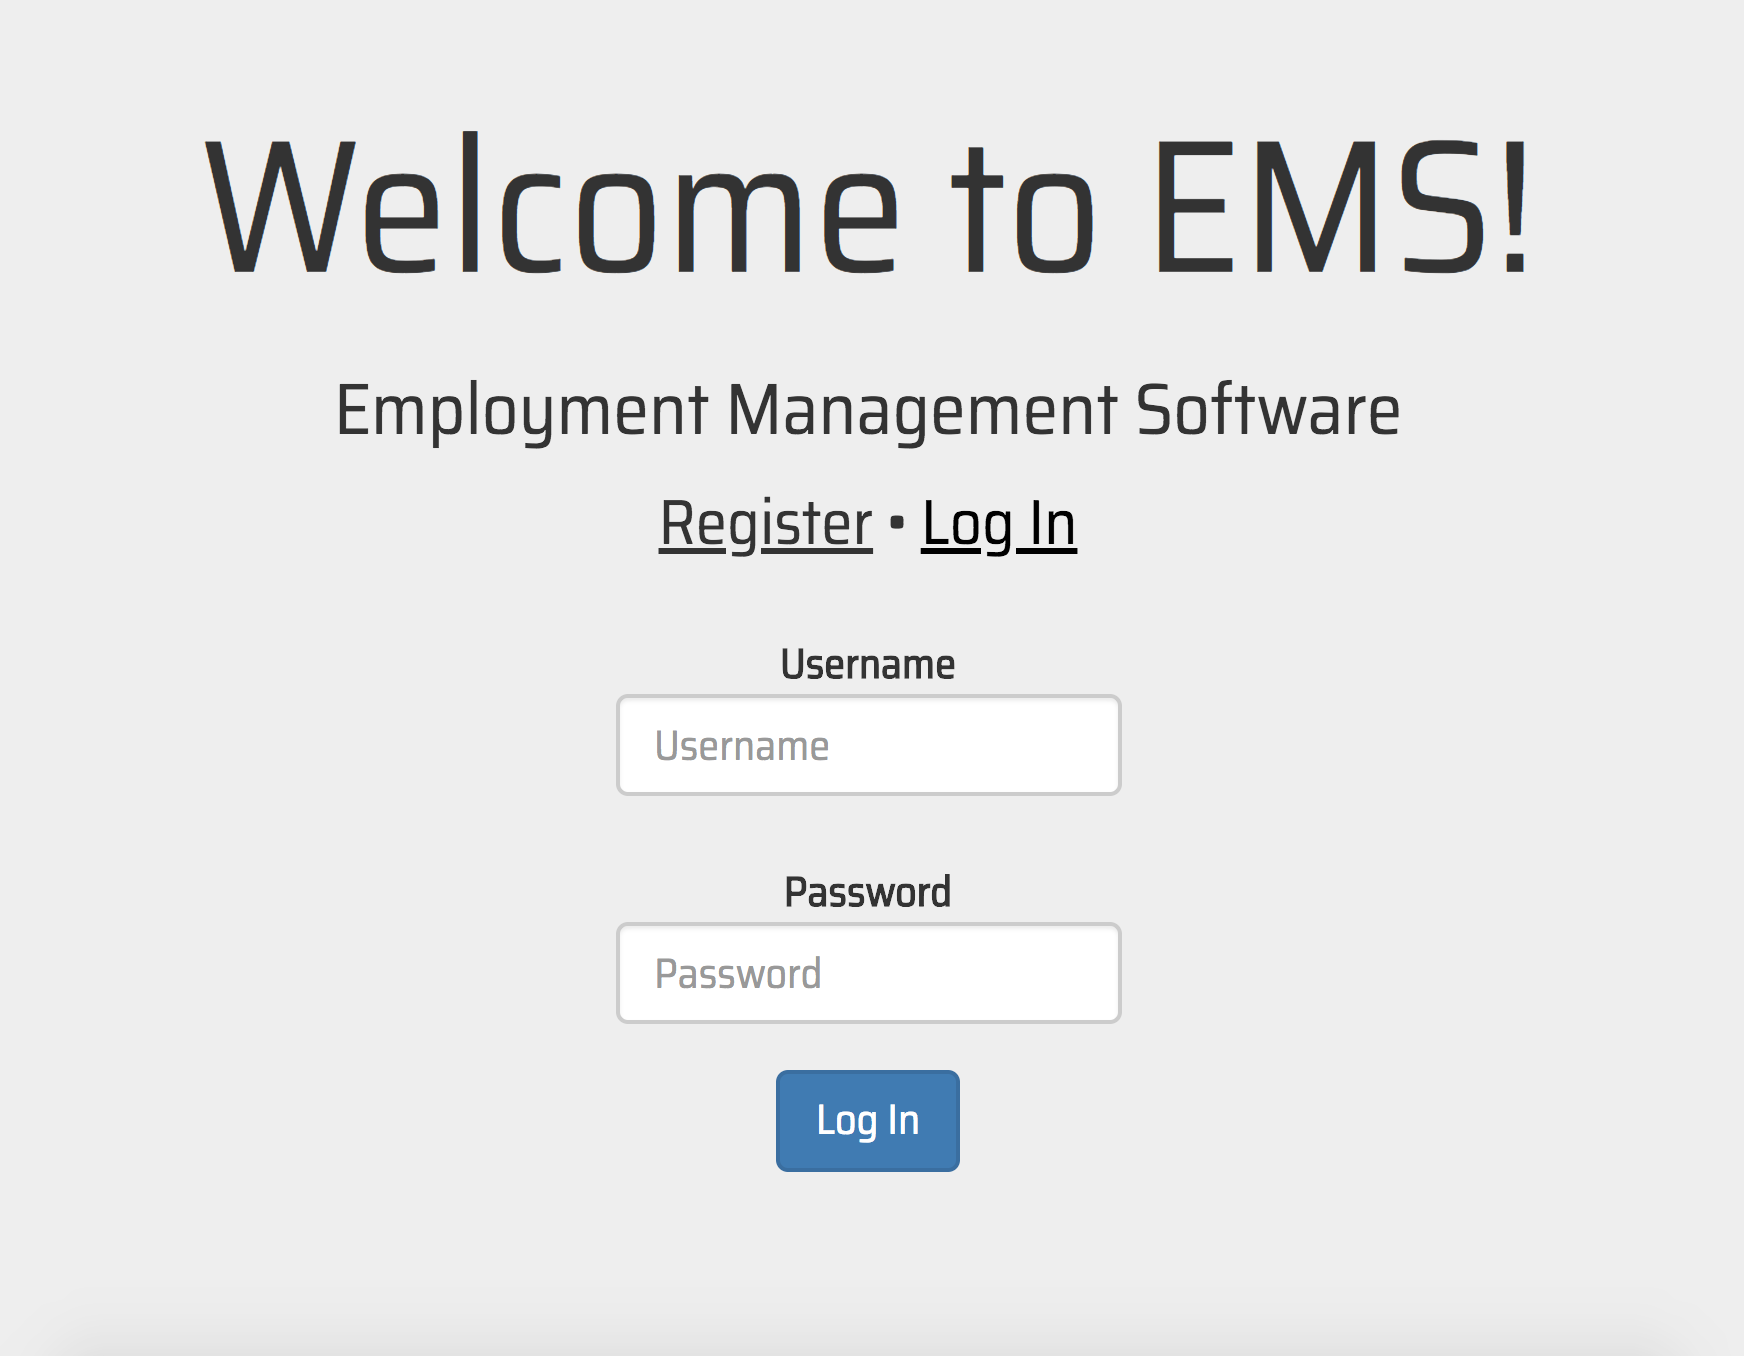 Welcome to EMS!
Employment Management Software
Register • Log In
Username
Username
Password
Password
Log In